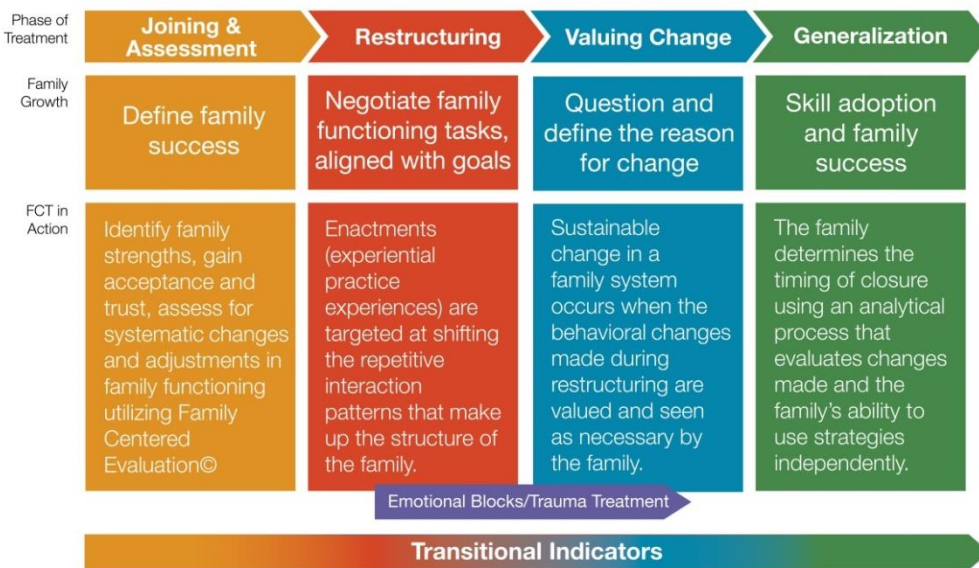 Phase of
Treatment
Joining &
Assessment
Restructuring
Valuing Change
Generalization
Family
Growth
Define family
success
Negotiate family
functioning tasks,
aligned with goals
Question and
define the reason
for change
Skill adoption
and family
success
FCT in
Action
Identify family
strengths, gain
acceptance and
trust, assess for
systematic changes
and adjustments in
family functioning
utilizing Family
Centered
Evaluation©
Enactments
(experiential
practice
experiences) are
targeted at shifting
the repetitive
interaction
patterns that make
up the structure of
the family.
Sustainable
change in a
family system
occurs when the
behavioral changes
made during
restructuring are
valued and seen
as necessary by
the family.
The family
determines the
timing of closure
using an analytical
process that
evaluates changes
made and the
family's ability to
use strategies
independently.
Emotional Blocks/Trauma Treatment
Transitional Indicators